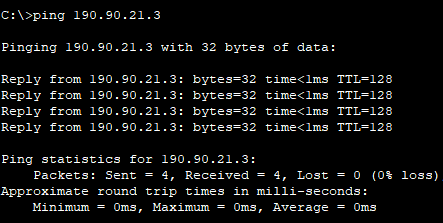 C:\>ping 190.90.21.3
Pinging 190.90.21.3 with 32 bytes of data:
Reply from 190.90.21.3: bytes=32 time<1ms TTL=128
Reply from 190.90.21.3: bytes=32 time<1ms TTL=128
Reply from 190.90.21.3: bytes=32 time<1ms TTL=128
Reply from 190.90.21.3: bytes=32 time<1ms TTL=128
Ping statistics for 190.90.21.3:
    Packets: Sent = 4, Received = 4, Lost = 0 (0% loss)
Approximate round trip times in milli-seconds:
    Minimum = 0ms, Maximum = 0ms, Average = 0ms